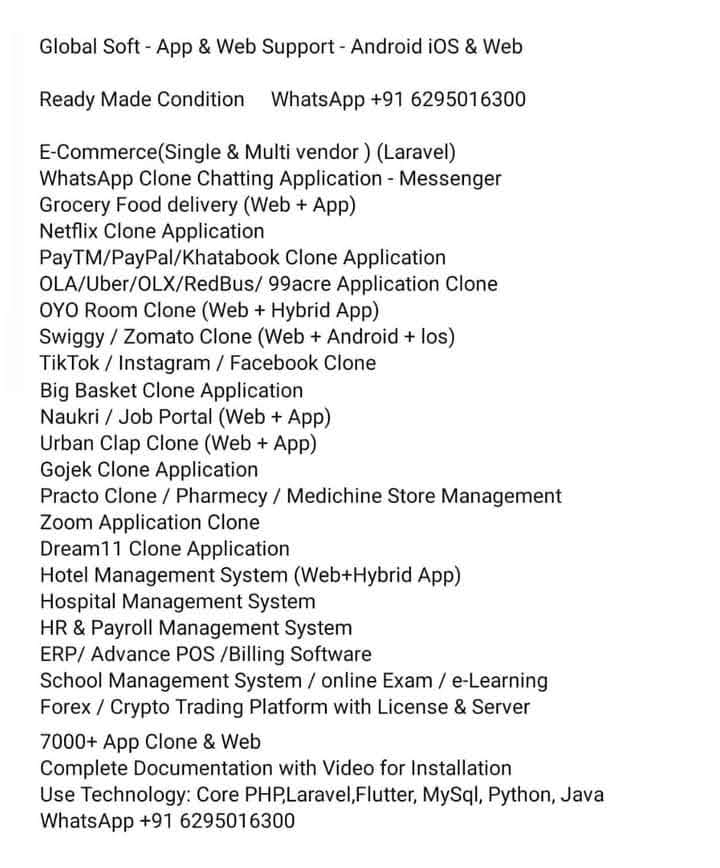 Global Soft - App & Web Support - Android iOS & Web
Ready Made Condition WhatsApp +91 6295016300
E-Commerce(Single & Multi vendor ) (Laravel)
WhatsApp Clone Chatting Application - Messenger
Grocery Food delivery (Web + App)
Netflix Clone Application
PayTM/PayPal/Khatabook Clone Application
OLA/Uber/OLX/RedBus/ 99acre Application Clone
OYO Room Clone (Web + Hybrid App)
Swiggy / Zomato Clone (Web + Android + Ios)
TikTok / Instagram / Facebook Clone
Big Basket Clone Application
Naukri / Job Portal (Web + App)
Urban Clap Clone (Web + App)
Gojek Clone Application
Practo Clone / Pharmecy / Medichine Store Management
Zoom Application Clone
Dream11 Clone Application
Hotel Management System (Web+Hybrid App)
Hospital Management System
HR & Payroll Management System
ERP/ Advance POS /Billing Software
School Management System / online Exam / e-Learning
Forex / Crypto Trading Platform with License & Server
7000+ App Clone & Web
Complete Documentation with Video for Installation
Use Technology: Core PHP,Laravel,Flutter, MySql, Python, Java
WhatsApp +91 6295016300